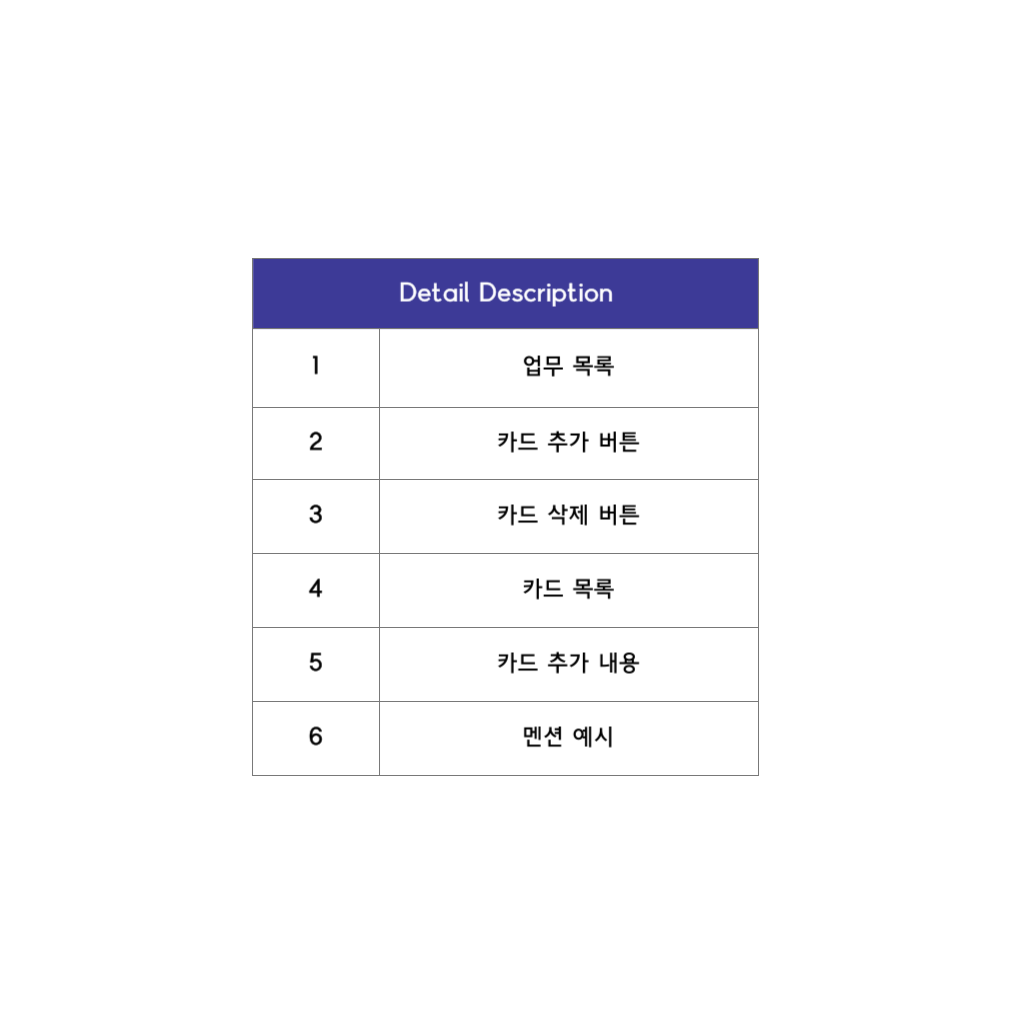 Detail Description
1 업무 목록
2 카드 추가 버튼
3 카드 삭제 버튼
4 카드 목록
5 카드 추가 내용
6 멘션 예시